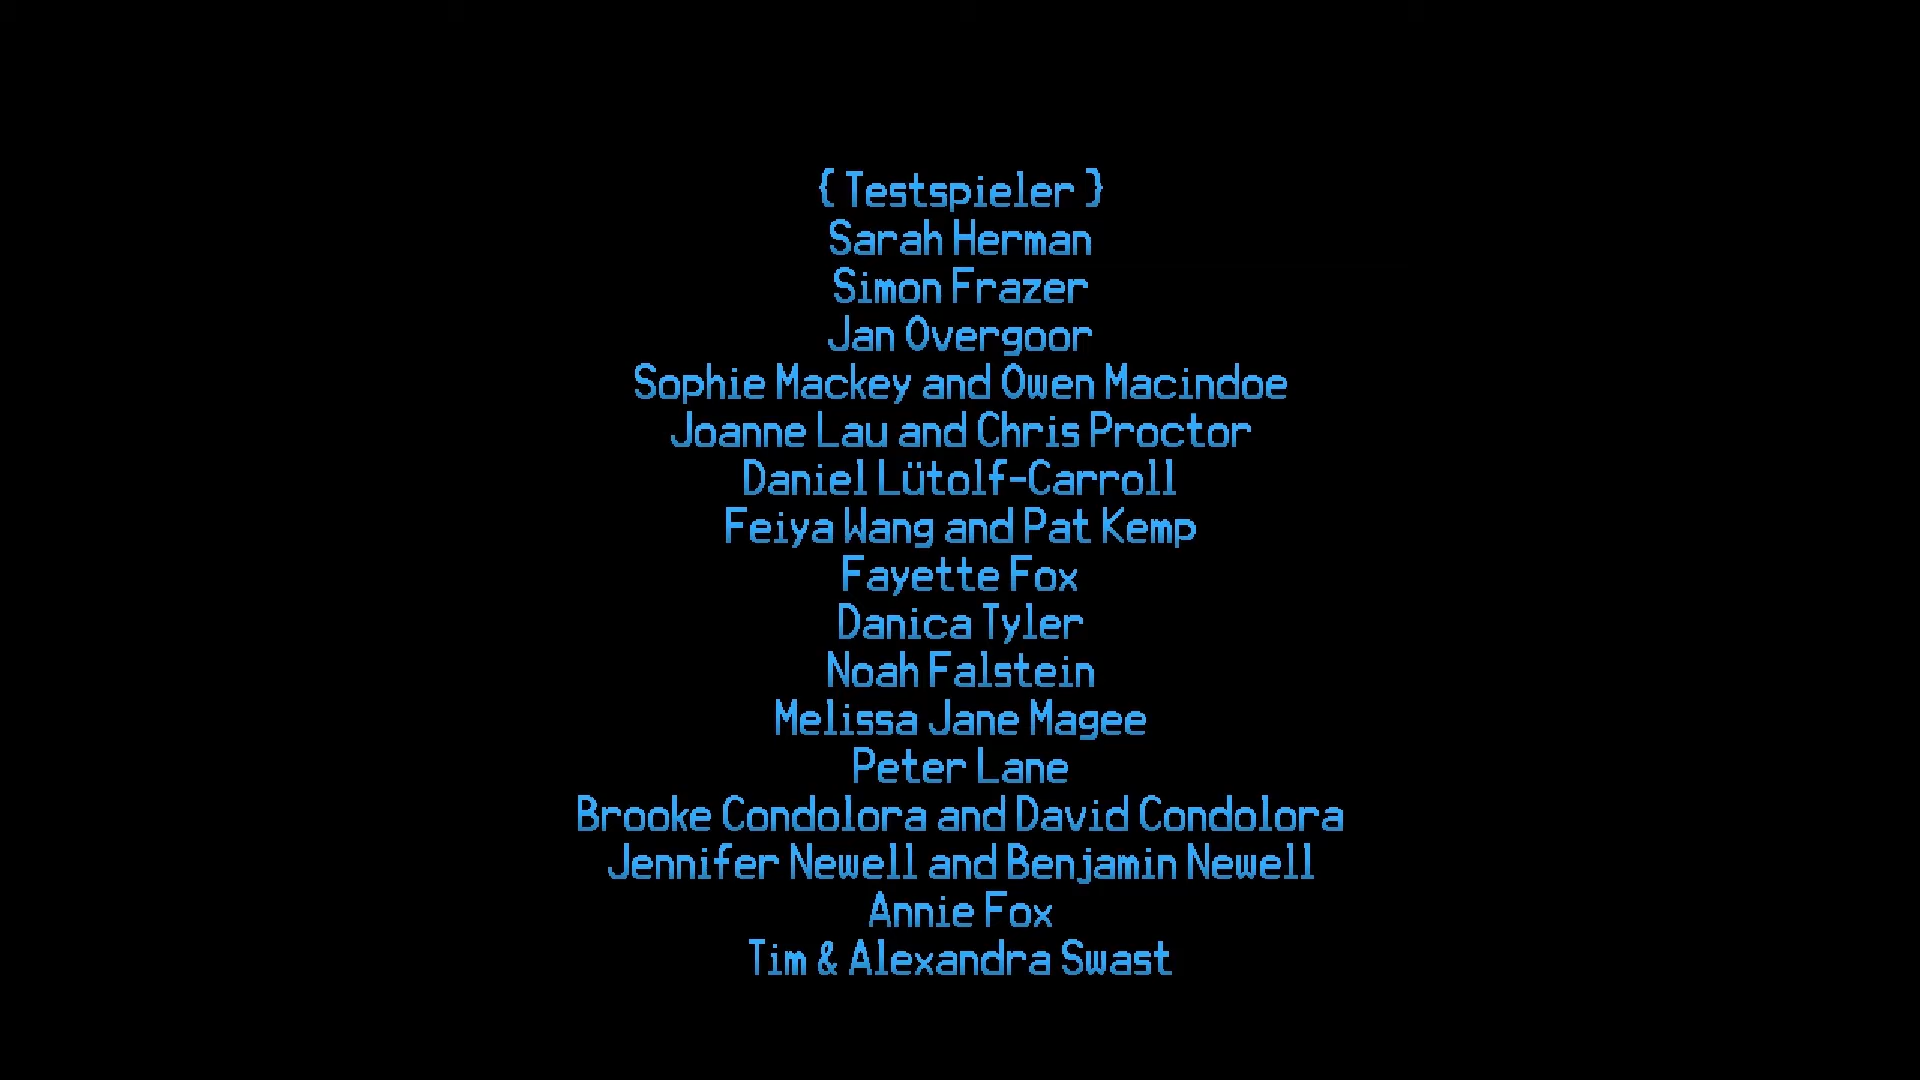 { Testspieler }
Sarah Herman
Simon Frazer
Jan Overgoor
Sophie Mackey and Owen Macindoe
Joanne Lau and Chris Proctor
Daniel Lütolf-Carroll
Feiya Wang and Pat Kemp
Fayette Fox
Danica Tyler
Noah Falstein
Melissa Jane Magee
Peter Lane
Brooke Condolora and David Condolora
Jennifer Newell and Benjamin Newell
Annie Fox
Tim & Alexandra Swast